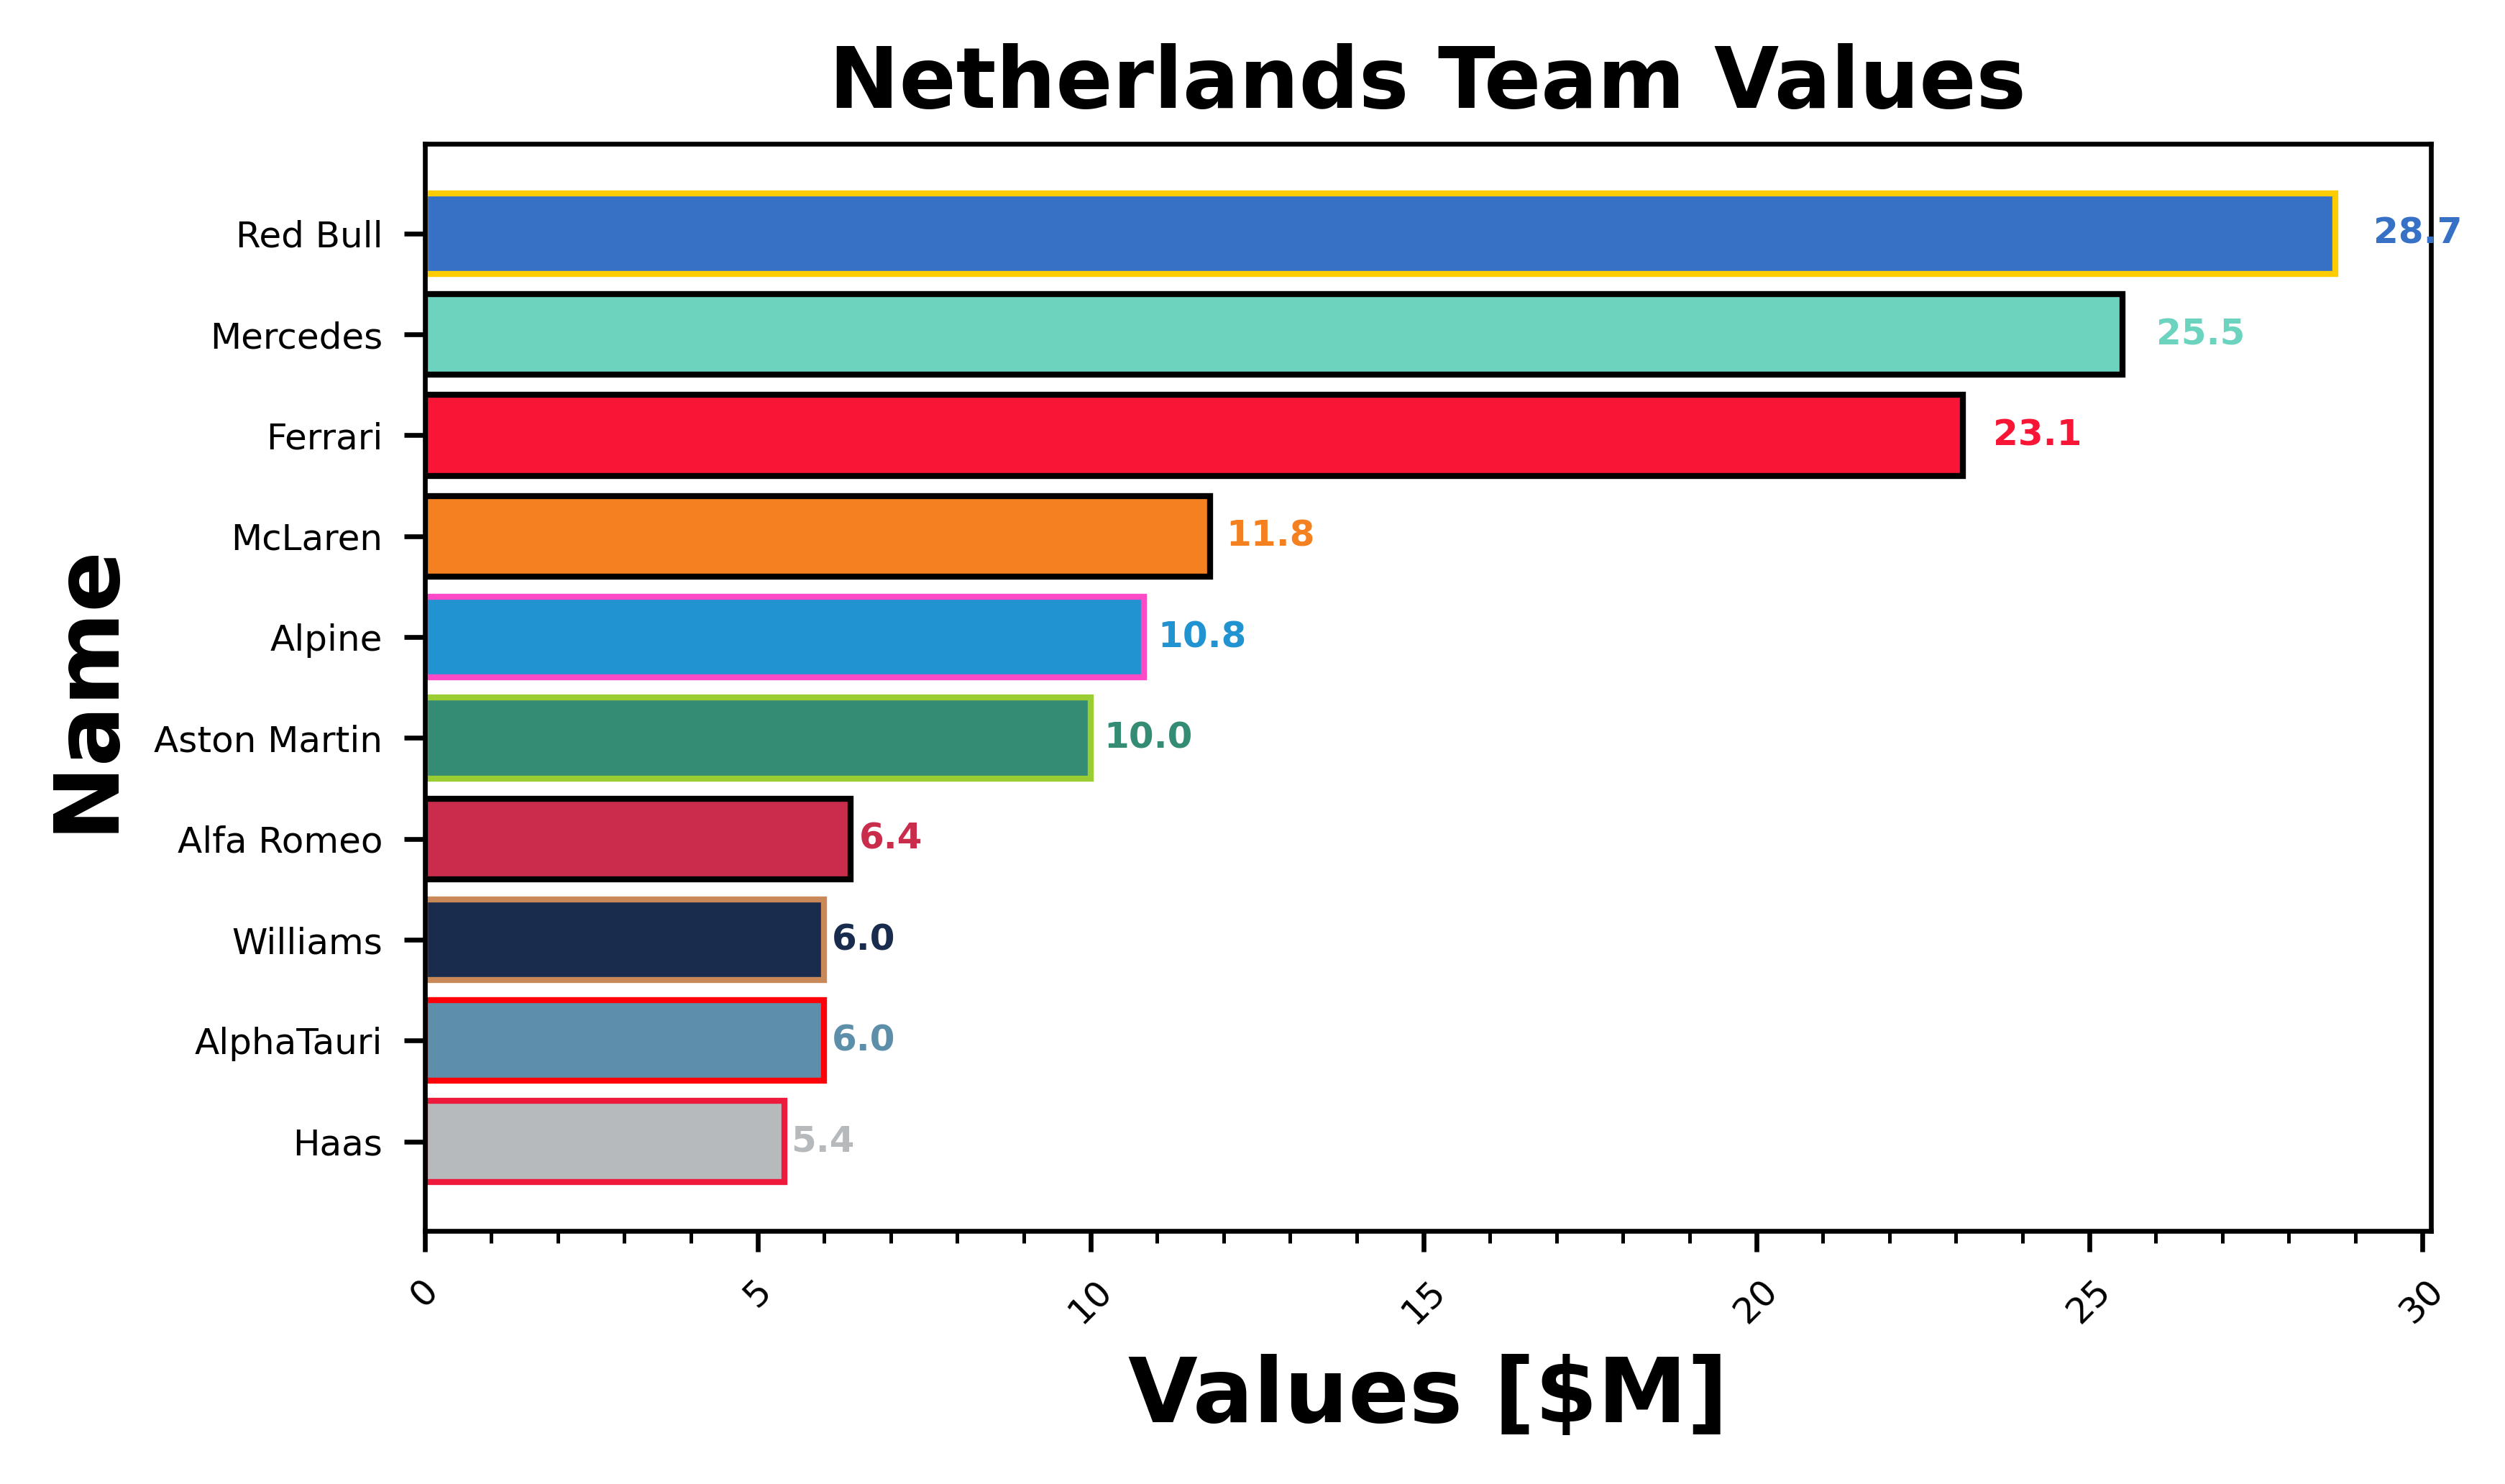 Netherlands Team Values
Name
Red Bull 28.7
Mercedes 25.5
Ferrari 23.1
McLaren 11.8
Alpine 10.8
Aston Martin 10.0
Alfa Romeo 6.4
Williams 6.0
AlphaTauri 6.0
Haas 5.4
0 5 10 15 20 25 30
Values [$M]